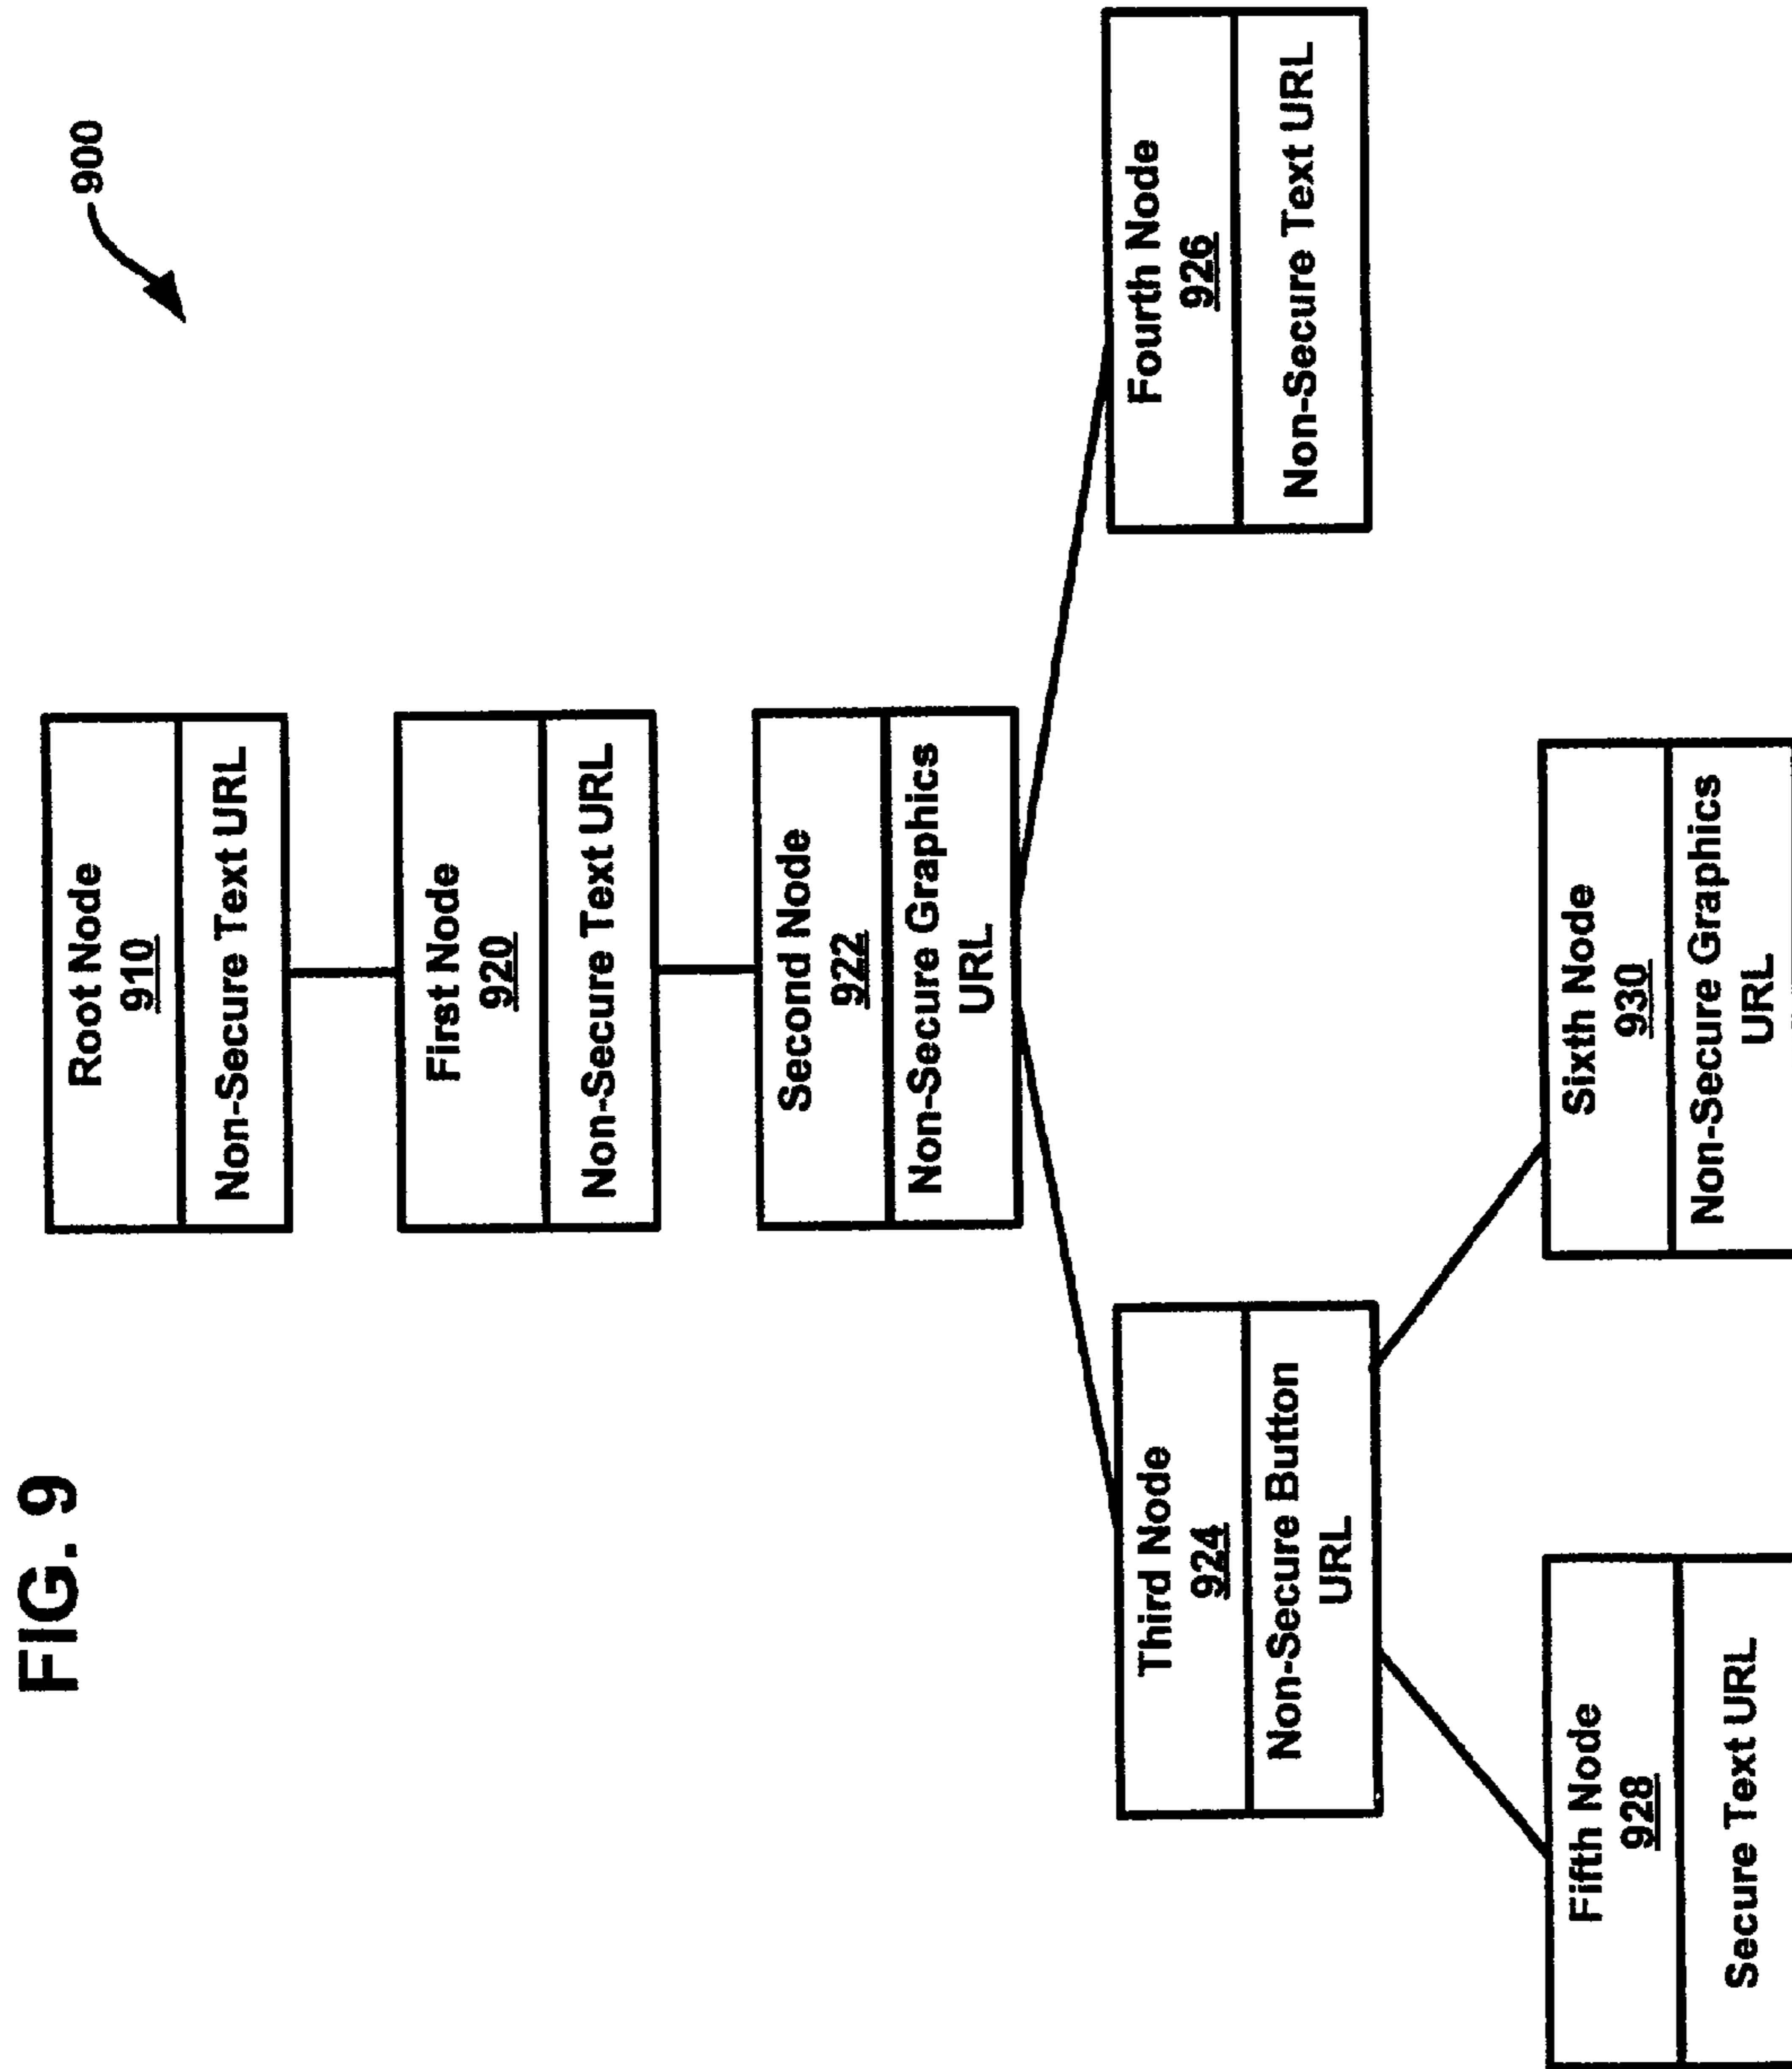 FIG. 9
900
Root Node
910
Non-Secure Text URL
First Node
920
Non-Secure Text URL
Second Node
922
Non-Secure Graphics
URL
Third Node
924
Non-Secure Button
URL
Fourth Node
926
Non-Secure Text URL
Fifth Node
928
Secure Text URL
Sixth Node
930
Non-Secure Graphics
URL